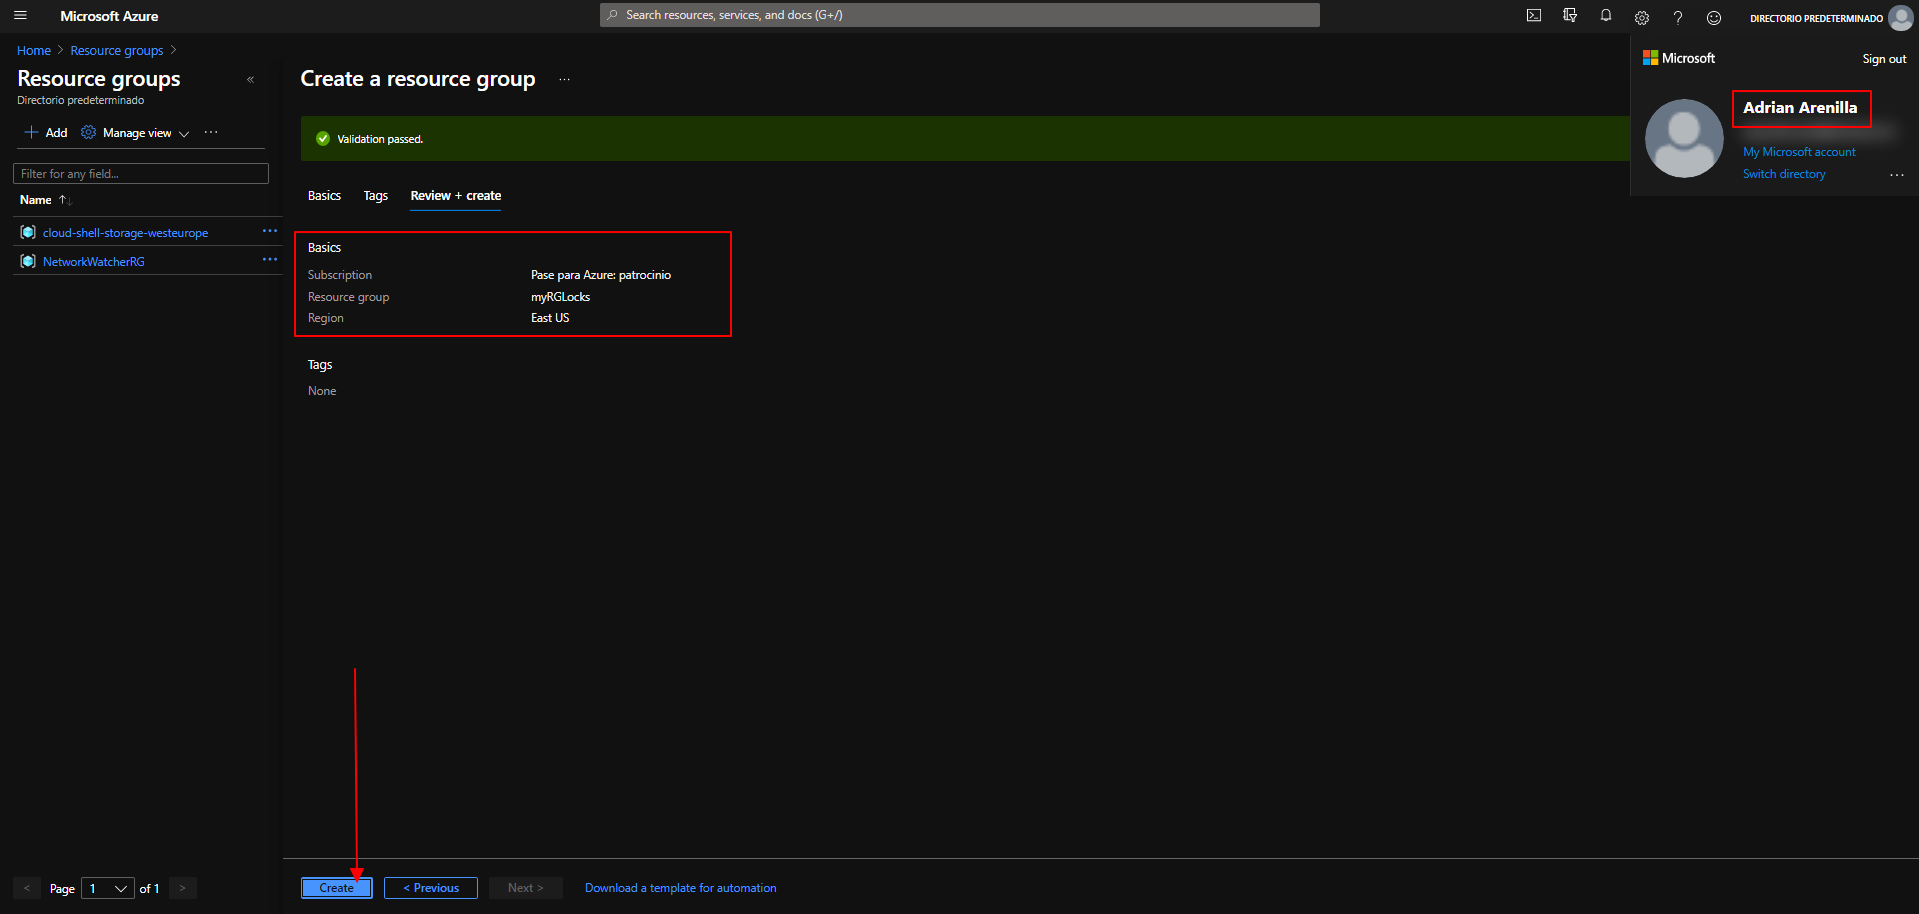 Microsoft Azure
Search resources, services, and docs (G+/)
DIRECTORIO PREDETERMINADO
Home > Resource groups >
Resource groups
Directorio predeterminado
«
+ Add
Manage view
...
Filter for any field...
Name ↑↓
cloud-shell-storage-westeurope
...
NetworkWatcherRG
...
< Page 1 of 1 >
Create a resource group
...
Validation passed.
Basics
Tags
Review + create
Basics
Subscription Pase para Azure: patrocinio
Resource group myRGLocks
Region East US
Tags
None
Create
< Previous
Next >
Download a template for automation
Microsoft
Sign out
Adrian Arenilla
My Microsoft account
Switch directory
...